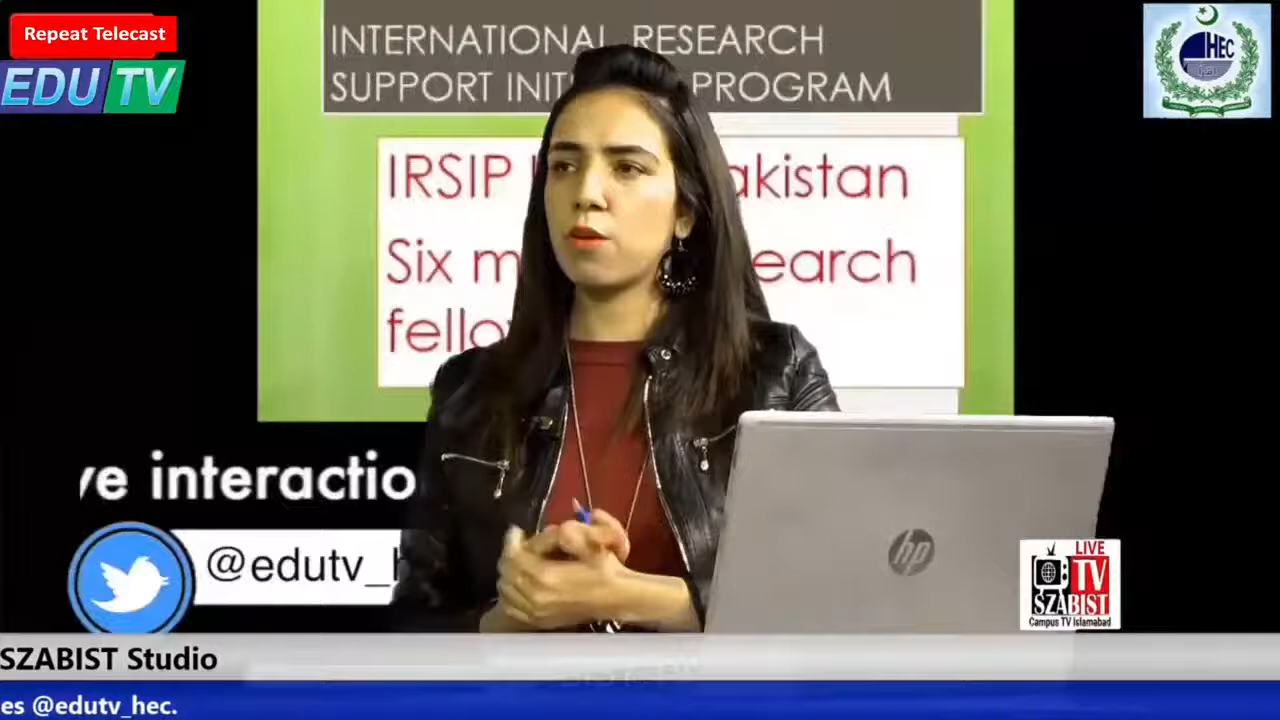 Repeat Telecast
EDU TV
INTERNATIONAL RESEARCH
SUPPORT INIT PROGRAM
HEC
IRSIP akistan
Six m earch
fello
ve interactio
@edutv_h
hp
LIVE
TV
SZABIST
Campus TV Islamabad
SZABIST Studio
es @edutv_hec.